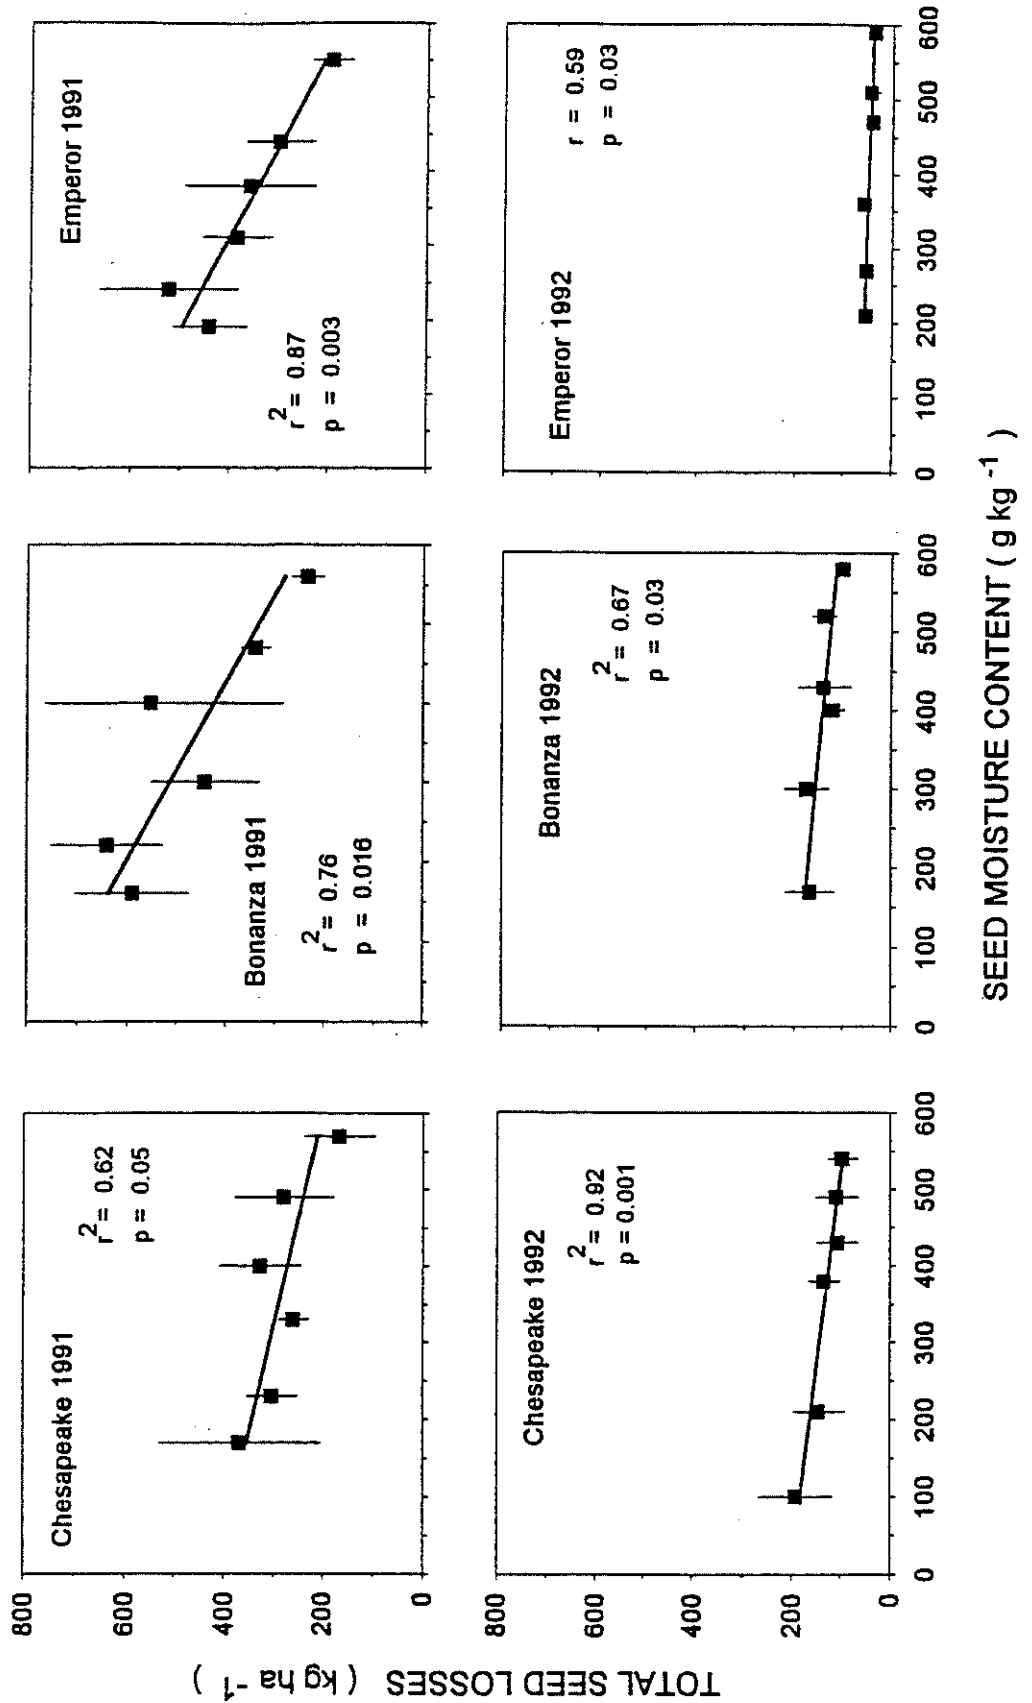 TOTAL SEED LOSSES ( kg ha -1 )
800
600
400
200
0
Chesapeake 1991
r2 = 0.62
p = 0.05
Bonanza 1991
r2 = 0.76
p = 0.016
Emperor 1991
r2 = 0.87
p = 0.003
800
600
400
200
0
Chesapeake 1992
r2 = 0.92
p = 0.001
Bonanza 1992
r2 = 0.67
p = 0.03
Emperor 1992
r = 0.59
p = 0.03
0 100 200 300 400 500 600
0 100 200 300 400 500 600
0 100 200 300 400 500 600
SEED MOISTURE CONTENT ( g kg -1 )